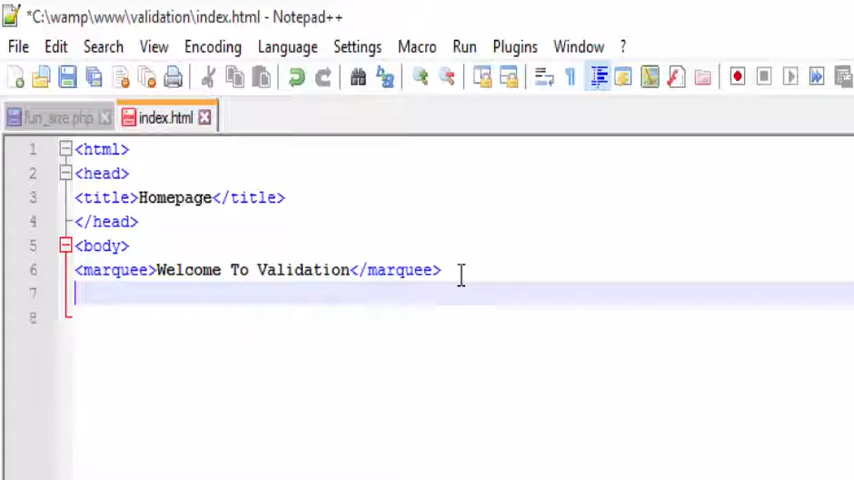 *C:\wamp\www\validation\index.html - Notepad++
File Edit Search View Encoding Language Settings Macro Run Plugins Window ?
fun_size.php index.html
1 <html>
2 <head>
3 <title>Homepage</title>
4 </head>
5 <body>
6 <marquee>Welcome To Validation</marquee>
7
8